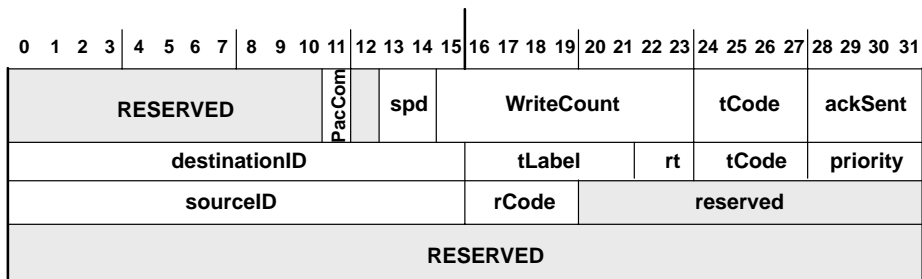 0 1 2 3 4 5 6 7 8 9 10 11 12 13 14 15 16 17 18 19 20 21 22 23 24 25 26 27 28 29 30 31
RESERVED PacCom spd WriteCount tCode ackSent
destinationID tLabel rt tCode priority
sourceID rCode reserved
RESERVED